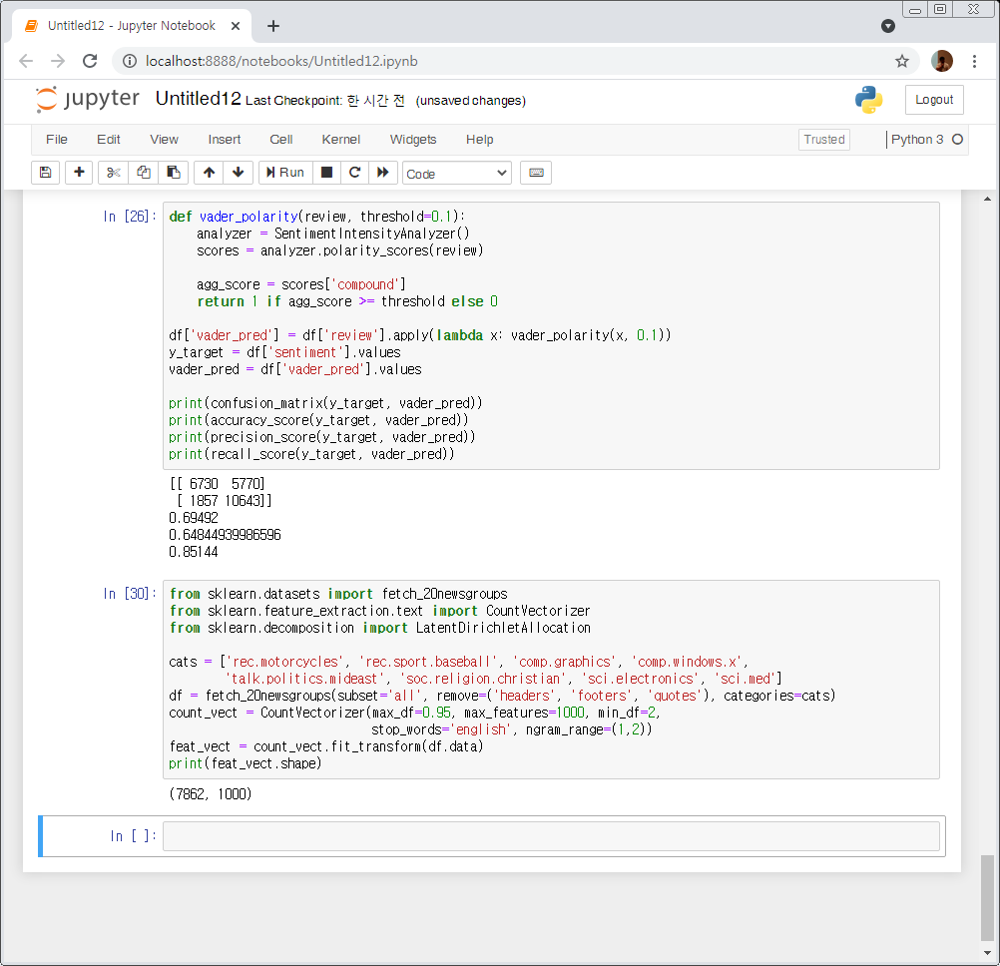 Untitled12 - Jupyter Notebook
localhost:8888/notebooks/Untitled12.ipynb
jupyter Untitled12 Last Checkpoint: 한 시간 전 (unsaved changes)
Logout
File Edit View Insert Cell Kernel Widgets Help
Trusted
Python 3
Run
Code
In [26]:
def vader_polarity(review, threshold=0.1):
    analyzer = SentimentIntensityAnalyzer()
    scores = analyzer.polarity_scores(review)
    agg_score = scores['compound']
    return 1 if agg_score >= threshold else 0
df['vader_pred'] = df['review'].apply(lambda x: vader_polarity(x, 0.1))
y_target = df['sentiment'].values
vader_pred = df['vader_pred'].values
print(confusion_matrix(y_target, vader_pred))
print(accuracy_score(y_target, vader_pred))
print(precision_score(y_target, vader_pred))
print(recall_score(y_target, vader_pred))
[[ 6730  5770]
 [ 1857 10643]]
0.69492
0.64844939986596
0.85144
In [30]:
from sklearn.datasets import fetch_20newsgroups
from sklearn.feature_extraction.text import CountVectorizer
from sklearn.decomposition import LatentDirichletAllocation
cats = ['rec.motorcycles', 'rec.sport.baseball', 'comp.graphics', 'comp.windows.x',
        'talk.politics.mideast', 'soc.religion.christian', 'sci.electronics', 'sci.med']
df = fetch_20newsgroups(subset='all', remove=('headers', 'footers', 'quotes'), categories=cats)
count_vect = CountVectorizer(max_df=0.95, max_features=1000, min_df=2,
                             stop_words='english', ngram_range=(1,2))
feat_vect = count_vect.fit_transform(df.data)
print(feat_vect.shape)
(7862, 1000)
In [ ]: